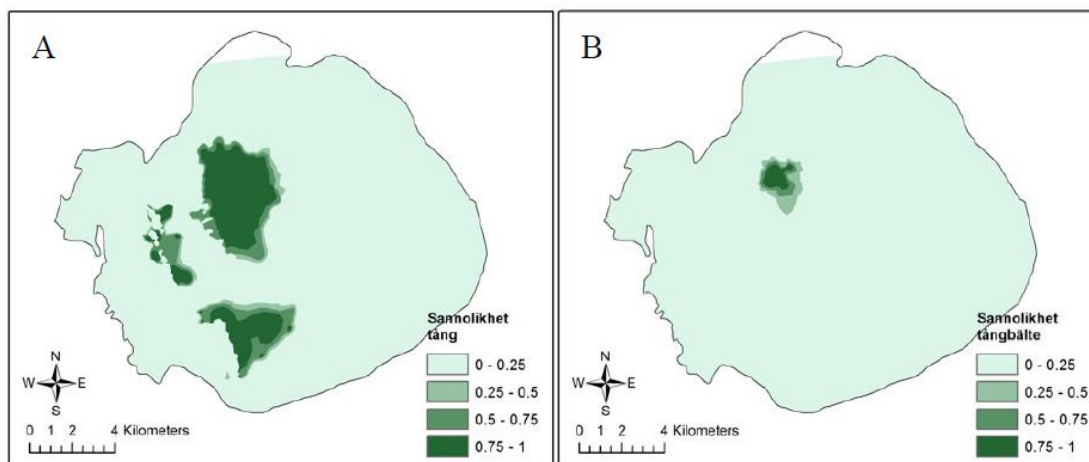 A
Sannolikhet
tång
0 - 0.25
0.25 - 0.5
0.5 - 0.75
0.75 - 1
N
W E
S
0 1 2 4 Kilometers
B
Sannolikhet
tångbälte
0 - 0.25
0.25 - 0.5
0.5 - 0.75
0.75 - 1
N
W E
S
0 1 2 4 Kilometers